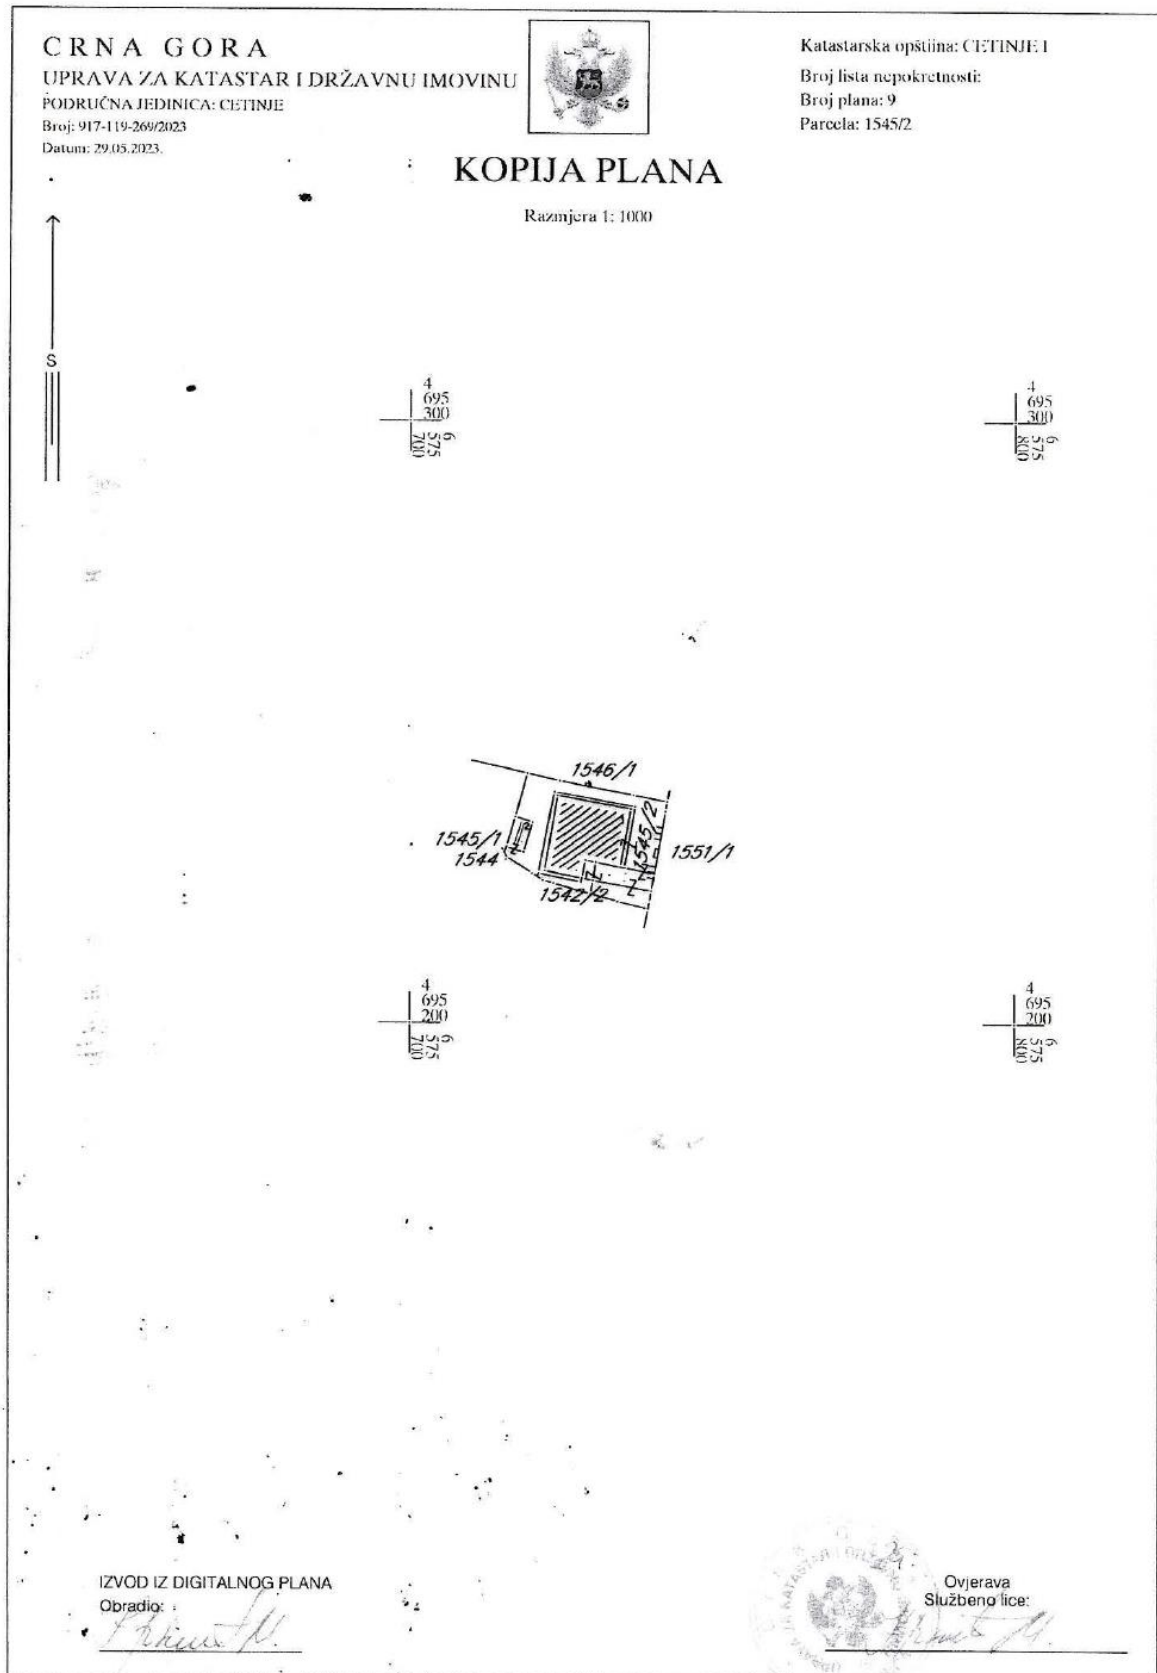 CRNA GORA
UPRAVA ZA KATASTAR I DRŽAVNU IMOVINU
PODRUČNA JEDINICA: CETINJE
Broj: 917-119-269/2023
Datum: 29.05.2023.
Katastarska opštiina: CETINJE I
Broj lista nepokretnosti:
Broj plana: 9
Parcela: 1545/2
KOPIJA PLANA
Razmjera 1: 1000
S
4
695
300
6
575
700
4
695
300
6
575
800
1546/1
1545/2
1545/1
1544
1551/1
1542/2
4
695
200
6
575
700
4
695
200
6
575
800
IZVOD IZ DIGITALNOG PLANA
Obradio:
Ovjerava
Službeno lice: